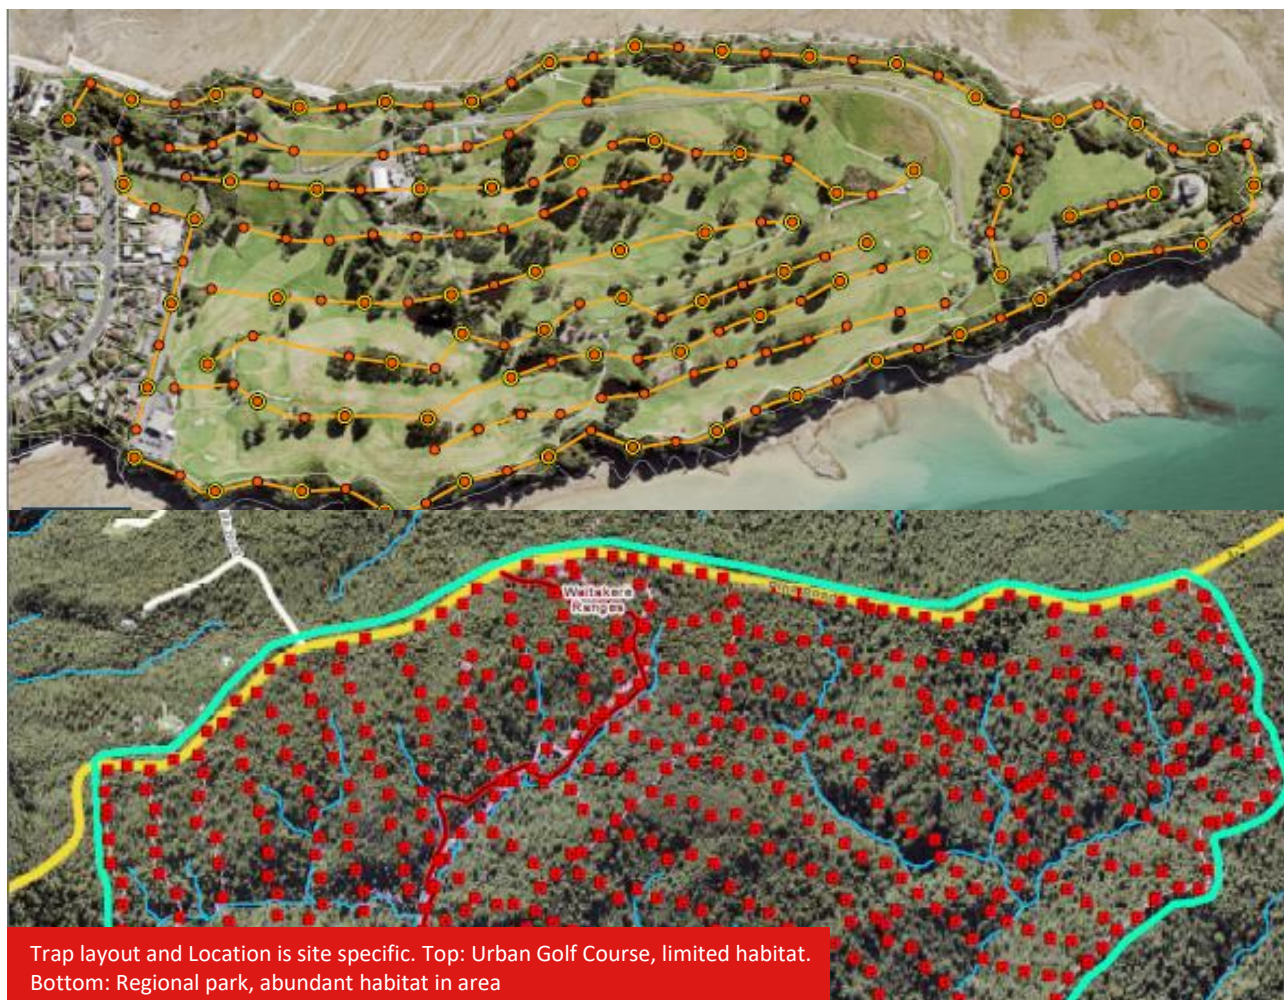 Waitakere
Ranges
Trap layout and Location is site specific. Top: Urban Golf Course, limited habitat.
Bottom: Regional park, abundant habitat in area